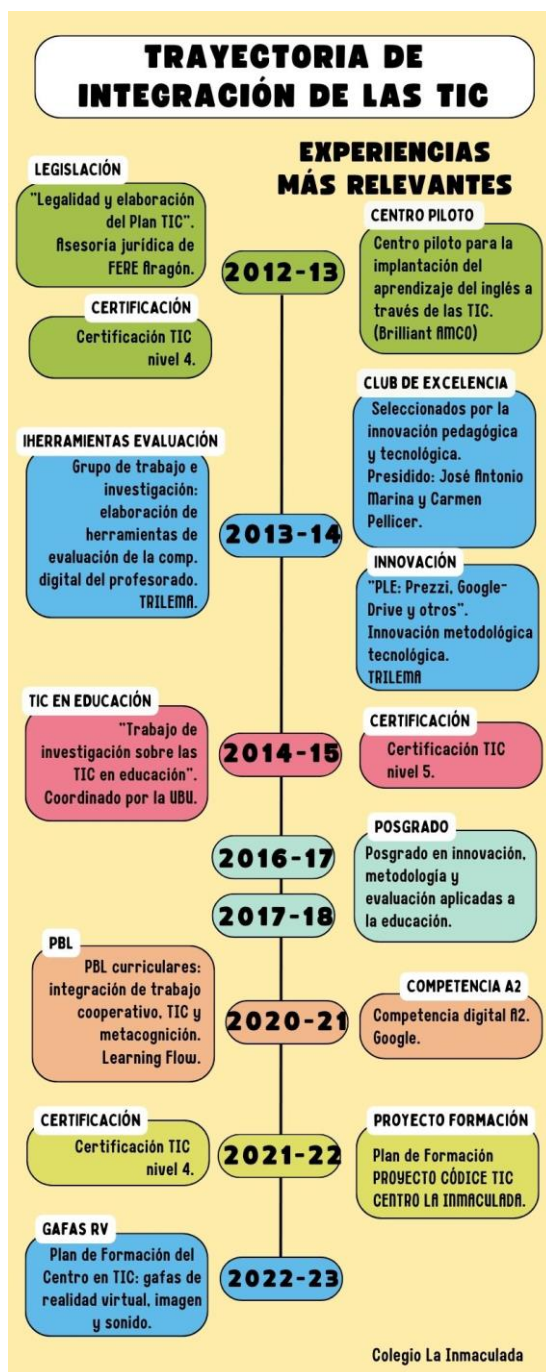 TRAYECTORIA DE
INTEGRACIÓN DE LAS TIC
EXPERIENCIAS
MÁS RELEVANTES
LEGISLACIÓN
"Legalidad y elaboración
del Plan TIC".
Asesoría jurídica de
FERE Aragón.
CERTIFICACIÓN
Certificación TIC
nivel 4.
2012-13
CENTRO PILOTO
Centro piloto para la
implantación del
aprendizaje del inglés a
través de las TIC.
(Brilliant AMCO)
IHERRAMIENTAS EVALUACIÓN
Grupo de trabajo e
investigación:
elaboración de
herramientas de
evaluación de la comp.
digital del profesorado.
TRILEMA.
2013-14
CLUB DE EXCELENCIA
Seleccionados por la
innovación pedagógica
y tecnológica.
Presidido: José Antonio
Marina y Carmen
Pellicer.
INNOVACIÓN
"PLE: Prezzi, Google-
Drive y otros".
Innovación metodológica
tecnológica.
TRILEMA
TIC EN EDUCACIÓN
"Trabajo de
investigación sobre las
TIC en educación".
Coordinado por la UBU.
2014-15
CERTIFICACIÓN
Certificación TIC
nivel 5.
2016-17
2017-18
POSGRADO
Posgrado en innovación,
metodología y
evaluación aplicadas a
la educación.
PBL
PBL curriculares:
integración de trabajo
cooperativo, TIC y
metacognición.
Learning Flow.
2020-21
COMPETENCIA A2
Competencia digital A2.
Google.
CERTIFICACIÓN
Certificación TIC
nivel 4.
2021-22
PROYECTO FORMACIÓN
Plan de Formación
PROYECTO CÓDICE TIC
CENTRO LA INMACULADA.
GAFAS RV
Plan de Formación del
Centro en TIC: gafas de
realidad virtual, imagen
y sonido.
2022-23
Colegio La Inmaculada